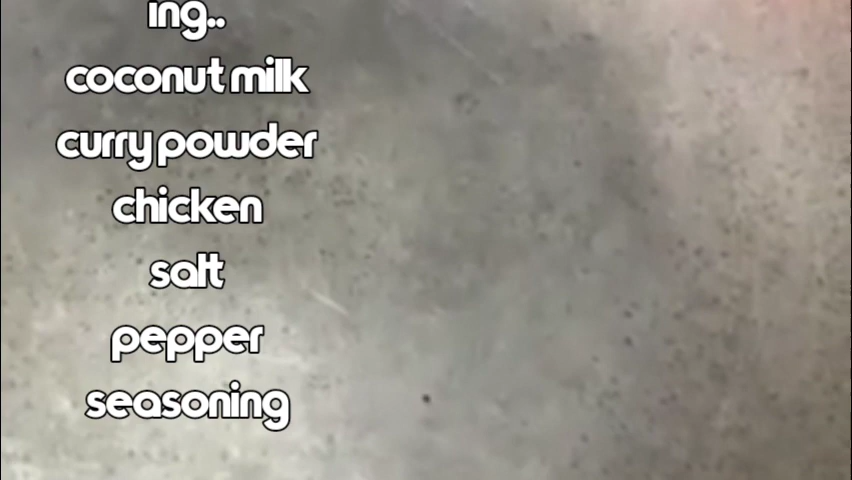 ing..
coconut milk
curry powder
chicken
salt
pepper
seasoning